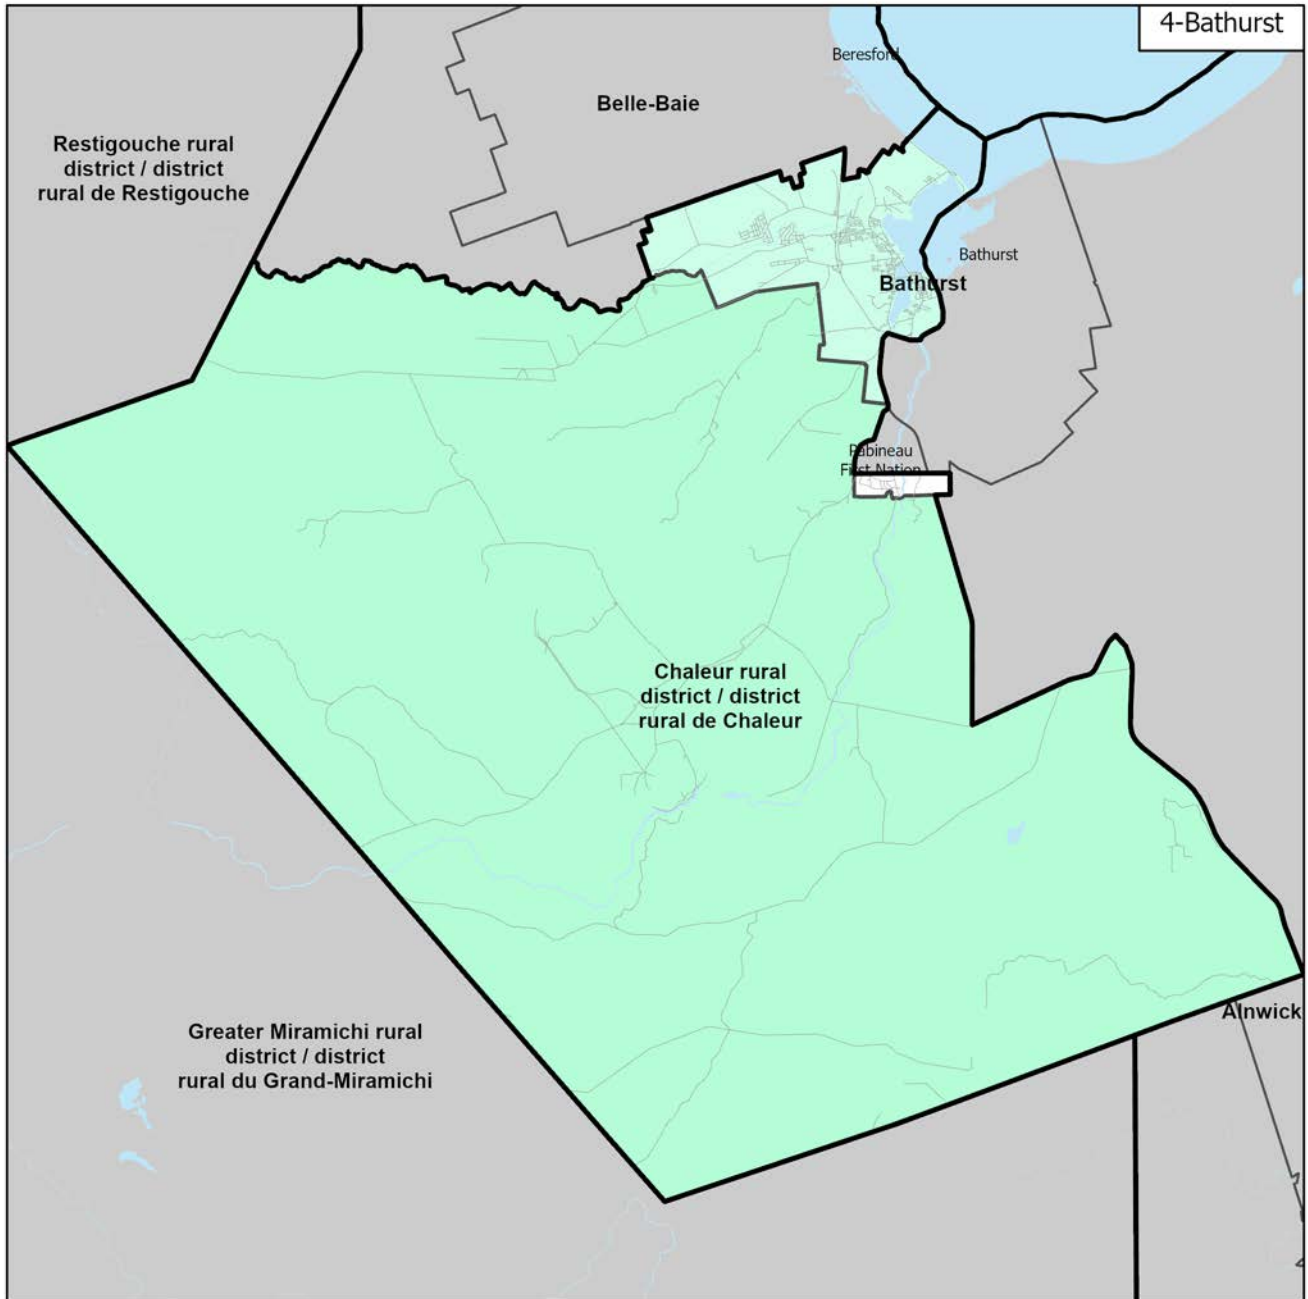 4-Bathurst
Beresford
Belle-Baie
Restigouche rural
district / district
rural de Restigouche
Bathurst
Bathurst
Pabineau
First Nation
Chaleur rural
district / district
rural de Chaleur
Alnwick
Greater Miramichi rural
district / district
rural du Grand-Miramichi